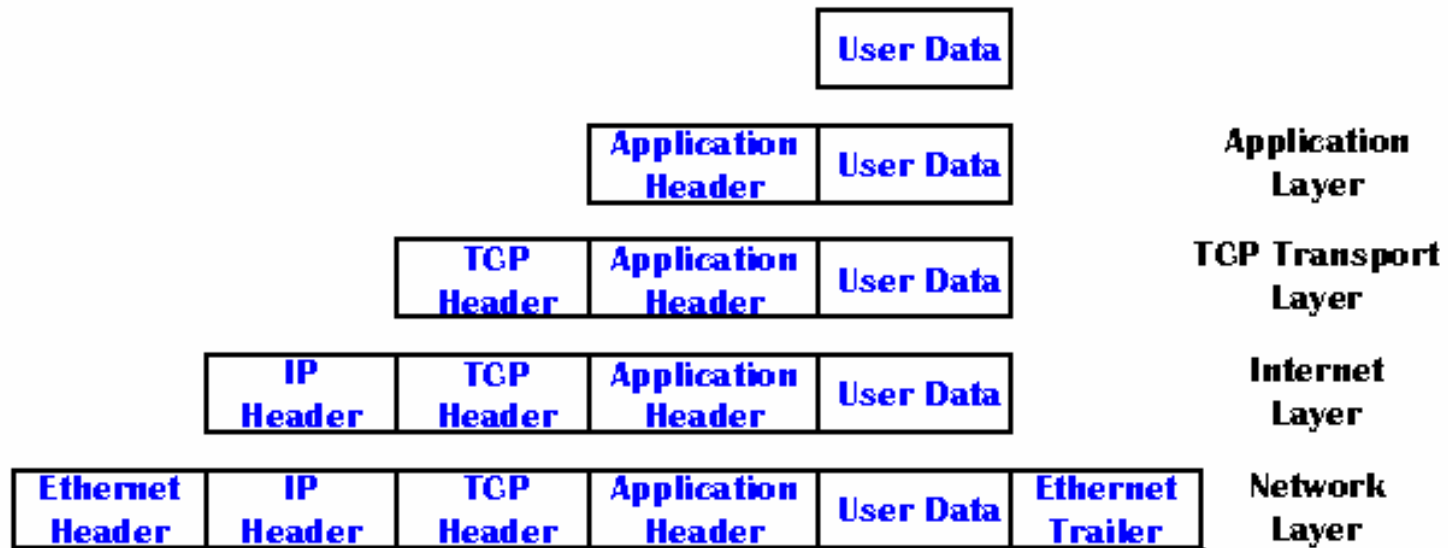 User Data
Application Header User Data Application Layer
TCP Header Application Header User Data TCP Transport Layer
IP Header TCP Header Application Header User Data Internet Layer
Ethernet Header IP Header TCP Header Application Header User Data Ethernet Trailer Network Layer